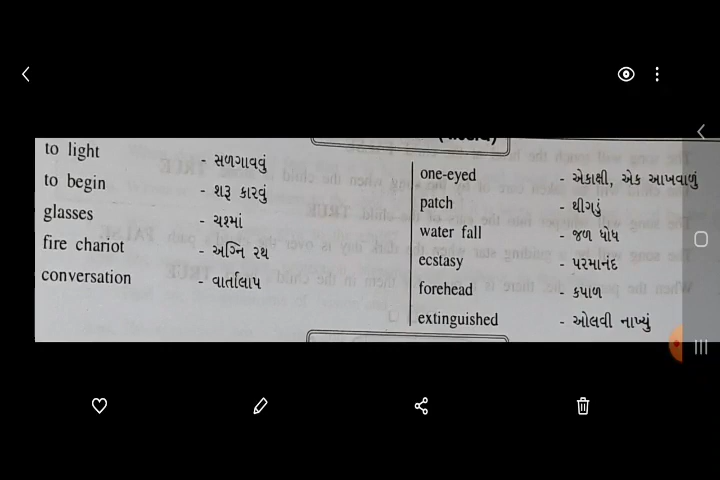 to light - સળગાવવું
to begin - શરૂ કારવું
glasses - ચશ્માં
fire chariot - અગ્નિ રથ
conversation - વાર્તાલાપ
one-eyed - એકાક્ષી, એક આખવાળું
patch - થીગડું
water fall - જળ ધોધ
ecstasy - પરમાનંદ
forehead - કપાળ
extinguished - ઓલવી નાખ્યું